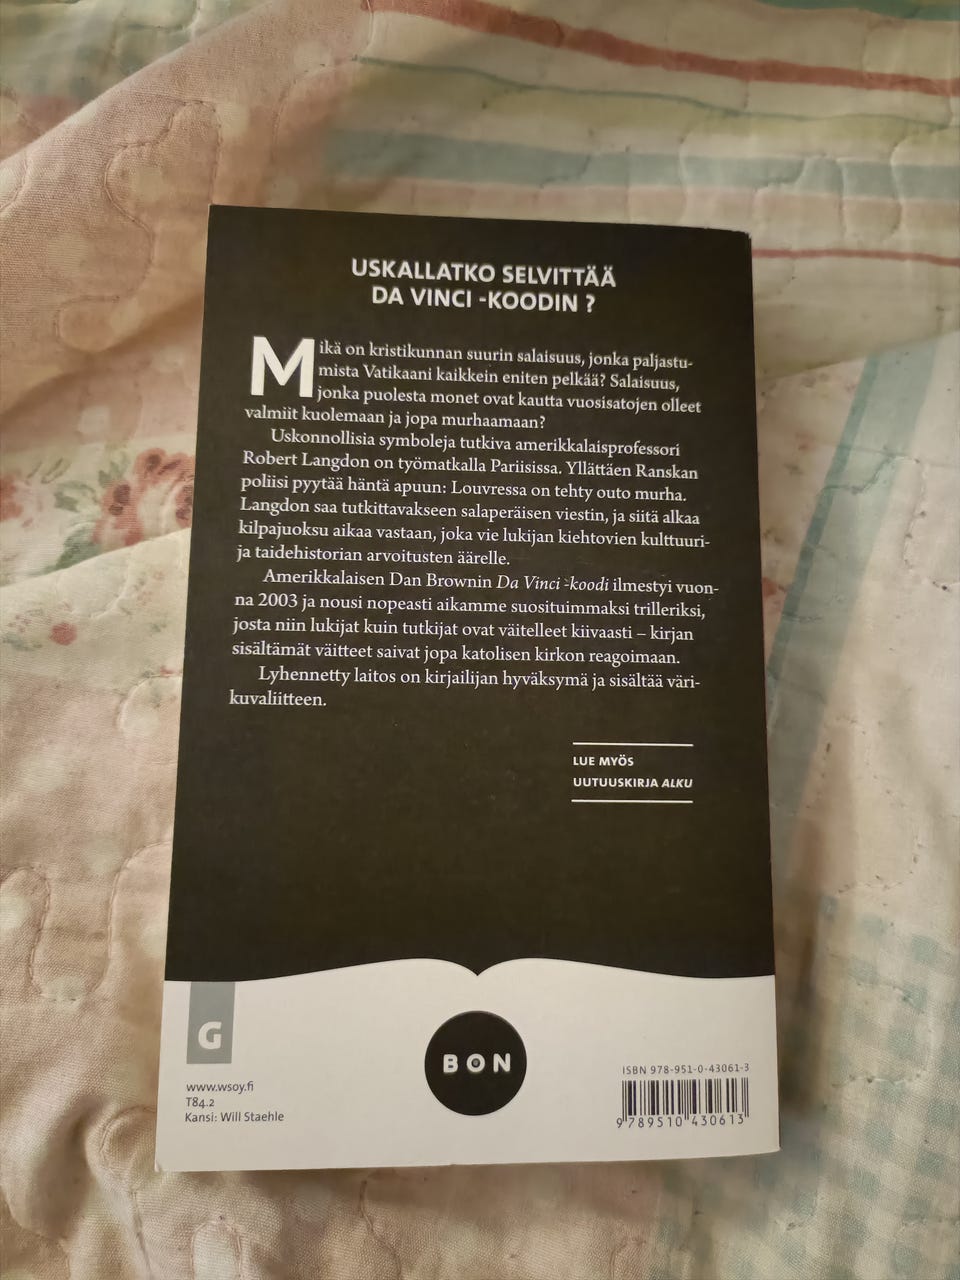 USKALLATKO SELVITTÄÄ
DA VINCI -KOODIN ?
Mikä on kristikunnan suurin salaisuus, jonka paljastu-
mista Vatikaani kaikkein eniten pelkää? Salaisuus,
jonka puolesta monet ovat kautta vuosisatojen olleet
valmiit kuolemaan ja jopa murhaamaan?
Uskonnollisia symboleja tutkiva amerikkalaisprofessori
Robert Langdon on työmatkalla Pariisissa. Yllättäen Ranskan
poliisi pyytää häntä apuun: Louvressa on tehty outo murha.
Langdon saa tutkittavakseen salaperäisen viestin, ja siitä alkaa
kilpajuoksu aikaa vastaan, joka vie lukijan kiehtovien kulttuuri-
ja taidehistorian arvoitusten äärelle.
Amerikkalaisen Dan Brownin Da Vinci -koodi ilmestyi vuon-
na 2003 ja nousi nopeasti aikamme suosituimmaksi trilleriksi,
josta niin lukijat kuin tutkijat ovat väitelleet kiivaasti – kirjan
sisältämät väitteet saivat jopa katolisen kirkon reagoimaan.
Lyhennetty laitos on kirjailijan hyväksymä ja sisältää väri-
kuvaliitteen.
LUE MYÖS
UUTUUSKIRJA ALKU
G
BON
www.wsoy.fi
T84.2
Kansi: Will Staehle
ISBN 978-951-0-43061-3
9 789510 430613